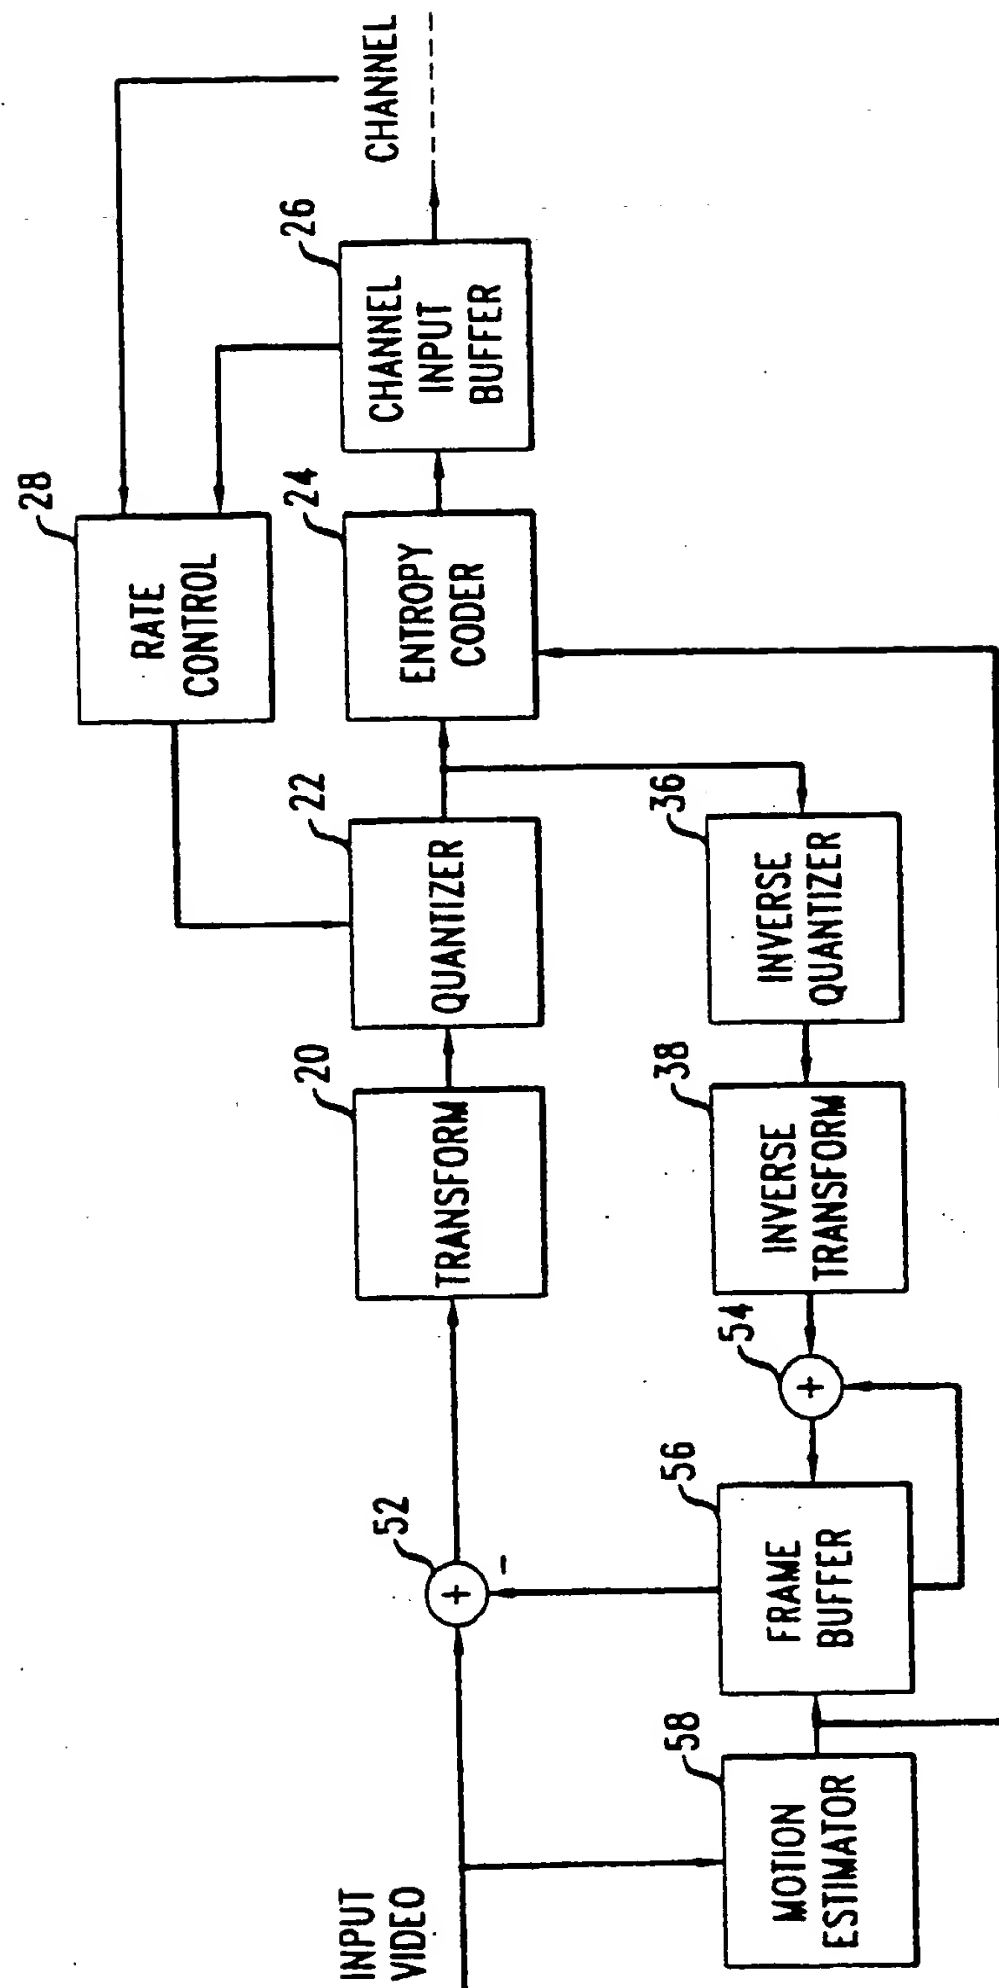 INPUT
VIDEO
52
+
-
20
TRANSFORM
22
QUANTIZER
28
RATE
CONTROL
24
ENTROPY
CODER
26
CHANNEL
INPUT
BUFFER
CHANNEL
58
MOTION
ESTIMATOR
56
FRAME
BUFFER
54
+
38
INVERSE
TRANSFORM
36
INVERSE
QUANTIZER